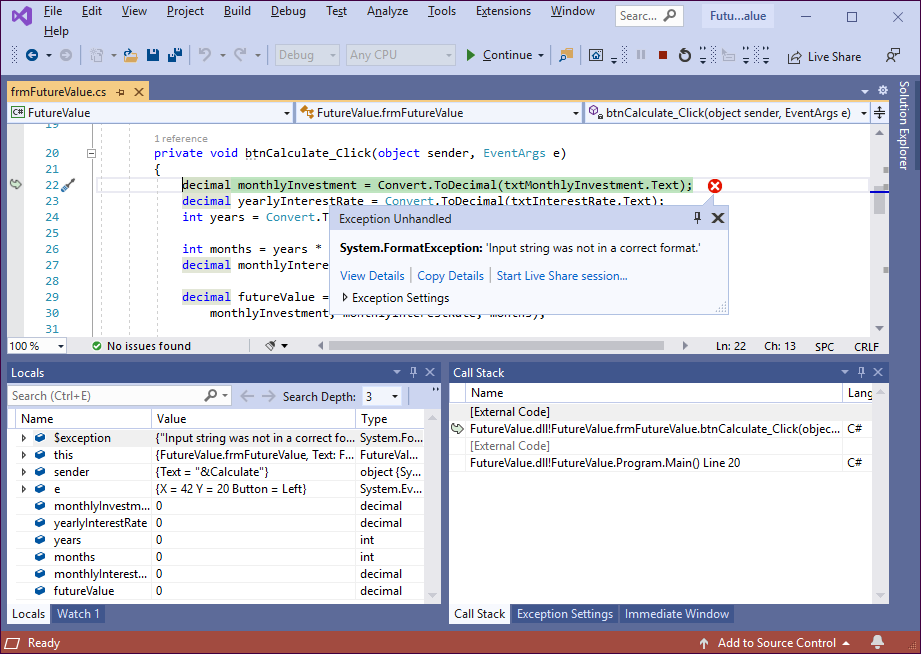 File Edit View Project Build Debug Test Analyze Tools Extensions Window Searc... Futu...alue
Help
Debug Any CPU Continue Live Share
frmFutureValue.cs
C# FutureValue FutureValue.frmFutureValue btnCalculate_Click(object sender, EventArgs e)
Solution Explorer
19
1 reference
20 private void btnCalculate_Click(object sender, EventArgs e)
21 {
22 decimal monthlyInvestment = Convert.ToDecimal(txtMonthlyInvestment.Text);
23 decimal yearlyInterestRate = Convert.ToDecimal(txtInterestRate.Text);
24 int years = Convert.T
25
26 int months = years *
27 decimal monthlyIntere
28
29 decimal futureValue =
30 monthlyInvestment, monthlyInterestRate, months);
31
Exception Unhandled
System.FormatException: 'Input string was not in a correct format.'
View Details | Copy Details | Start Live Share session...
Exception Settings
100 % No issues found Ln: 22 Ch: 13 SPC CRLF
Locals
Search (Ctrl+E) Search Depth: 3
Name Value Type
$exception {"Input string was not in a correct fo... System.Fo...
this {FutureValue.frmFutureValue, Text: F... FutureVal...
sender {Text = "&Calculate"} object {Sy...
e {X = 42 Y = 20 Button = Left} System.Ev...
monthlyInvestm... 0 decimal
yearlyInterestRate 0 decimal
years 0 int
months 0 int
monthlyInterest... 0 decimal
futureValue 0 decimal
Locals Watch 1
Call Stack
Name Lang
[External Code]
FutureValue.dll!FutureValue.frmFutureValue.btnCalculate_Click(objec... C#
[External Code]
FutureValue.dll!FutureValue.Program.Main() Line 20 C#
Call Stack Exception Settings Immediate Window
Ready Add to Source Control